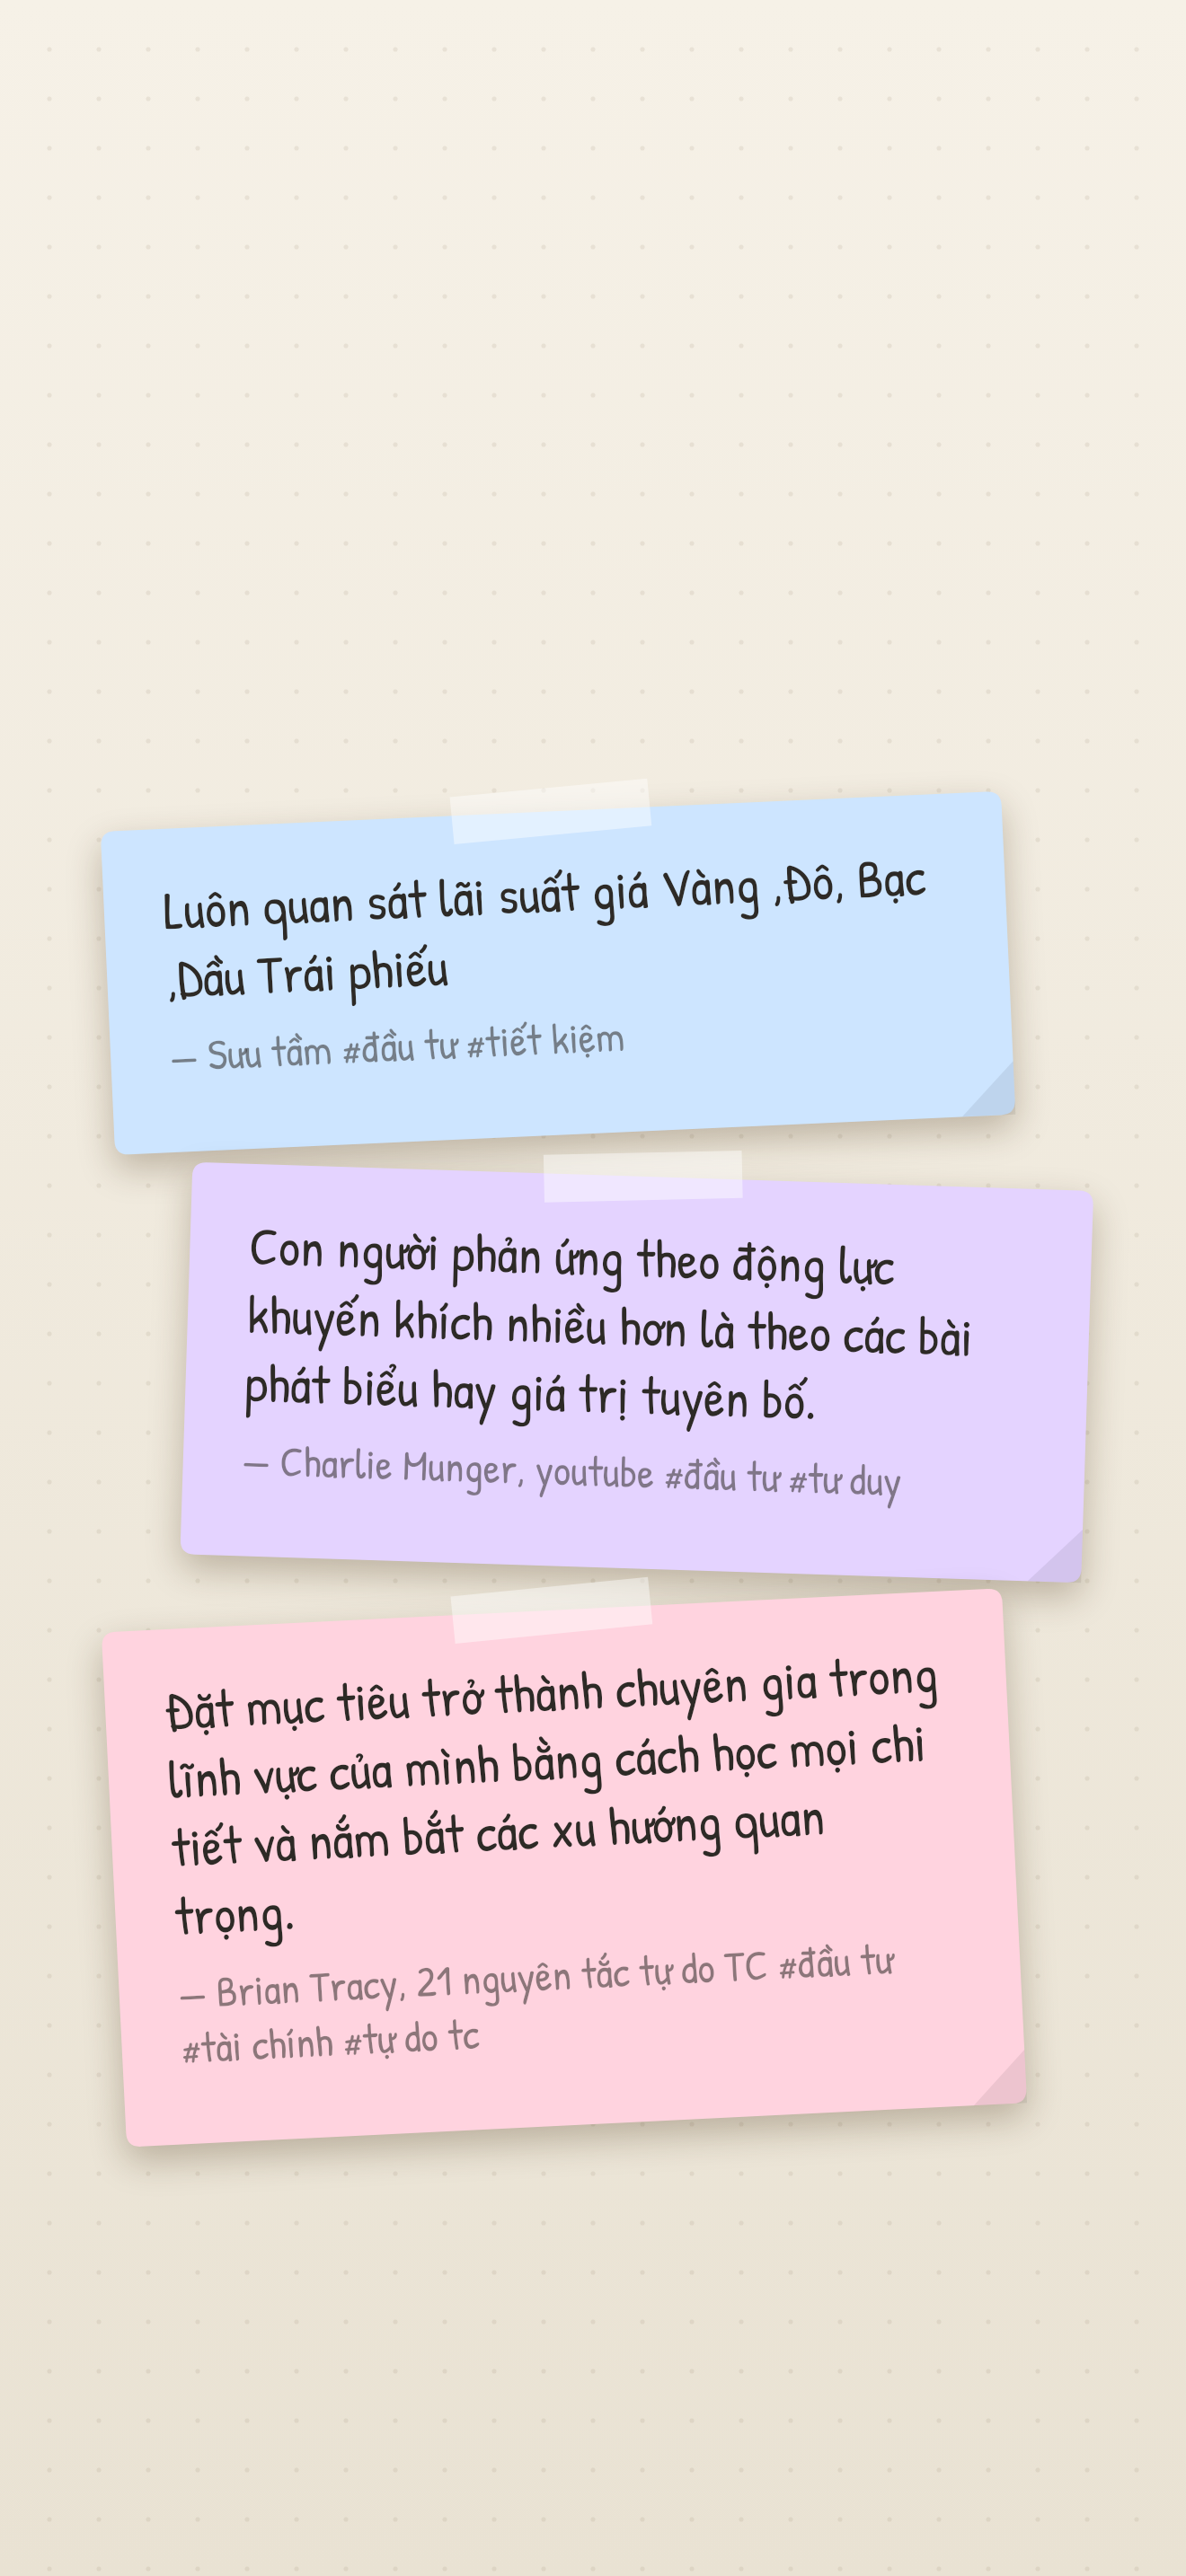 Luôn quan sát lãi suất giá Vàng ,Đô, Bạc
,Dầu Trái phiếu
— Sưu tầm #đầu tư #tiết kiệm
Con người phản ứng theo động lực
khuyến khích nhiều hơn là theo các bài
phát biểu hay giá trị tuyên bố.
— Charlie Munger, youtube #đầu tư #tư duy
Đặt mục tiêu trở thành chuyên gia trong
lĩnh vực của mình bằng cách học mọi chi
tiết và nắm bắt các xu hướng quan
trọng.
— Brian Tracy, 21 nguyên tắc tự do TC #đầu tư
#tài chính #tự do tc